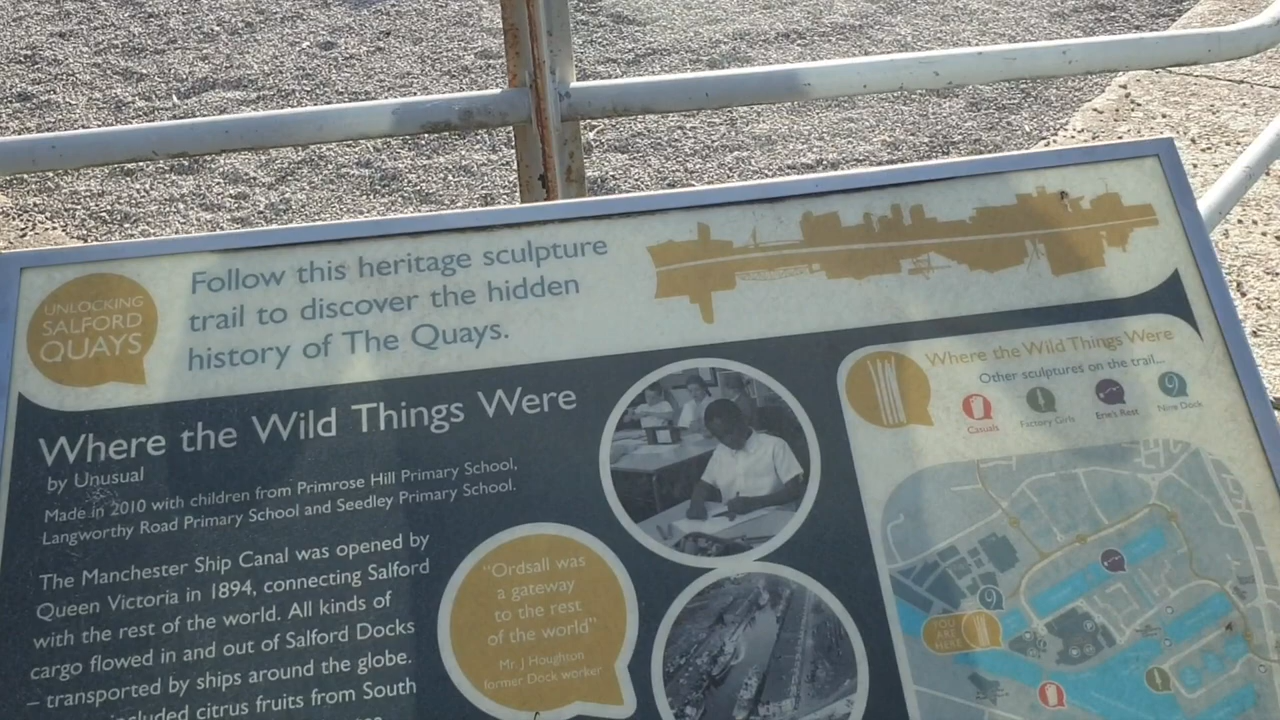 UNLOCKING
SALFORD
QUAYS
Follow this heritage sculpture
trail to discover the hidden
history of The Quays.
Where the Wild Things Were
by Unusual
Made in 2010 with children from Primrose Hill Primary School,
Langworthy Road Primary School and Seedley Primary School.
The Manchester Ship Canal was opened by
Queen Victoria in 1894, connecting Salford
with the rest of the world. All kinds of
cargo flowed in and out of Salford Docks
– transported by ships around the globe.
included citrus fruits from South
"Ordsall was
a gateway
to the rest
of the world"
Mr. J Houghton
former Dock worker
Where the Wild Things Were
Other sculptures on the trail...
Casuals
Factory Girls
Erie's Rest
9
Nine Dock
9
YOU
ARE
HERE